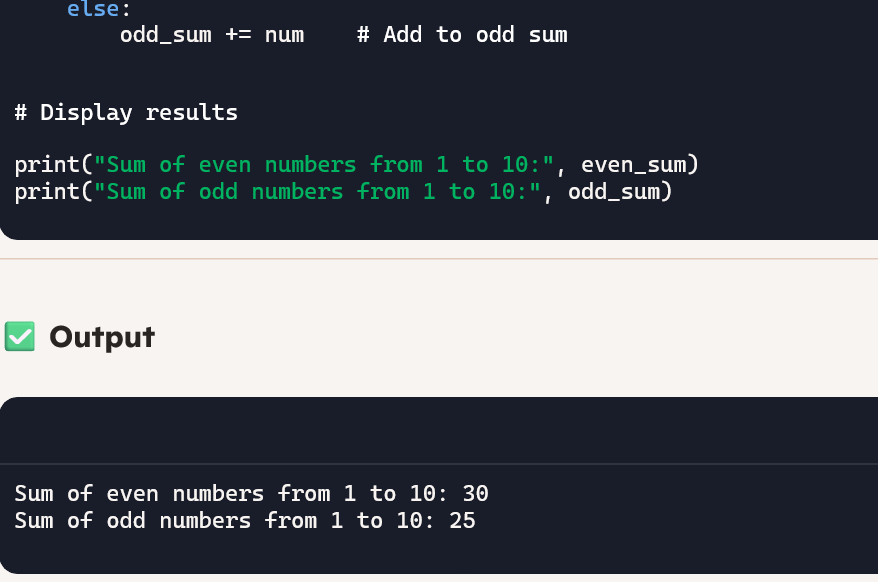 else:
odd_sum += num    # Add to odd sum
# Display results
print("Sum of even numbers from 1 to 10:", even_sum)
print("Sum of odd numbers from 1 to 10:", odd_sum)
✅ Output
Sum of even numbers from 1 to 10: 30
Sum of odd numbers from 1 to 10: 25